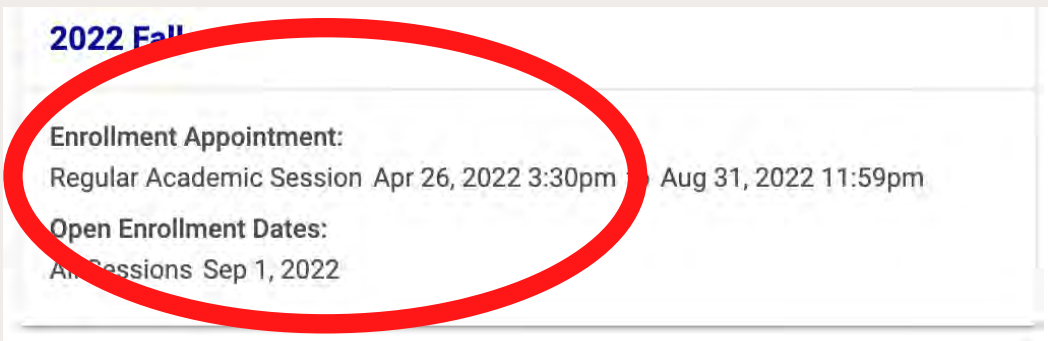 2022 Fall
Enrollment Appointment:
Regular Academic Session Apr 26, 2022 3:30pm Aug 31, 2022 11:59pm
Open Enrollment Dates:
Sessions Sep 1, 2022